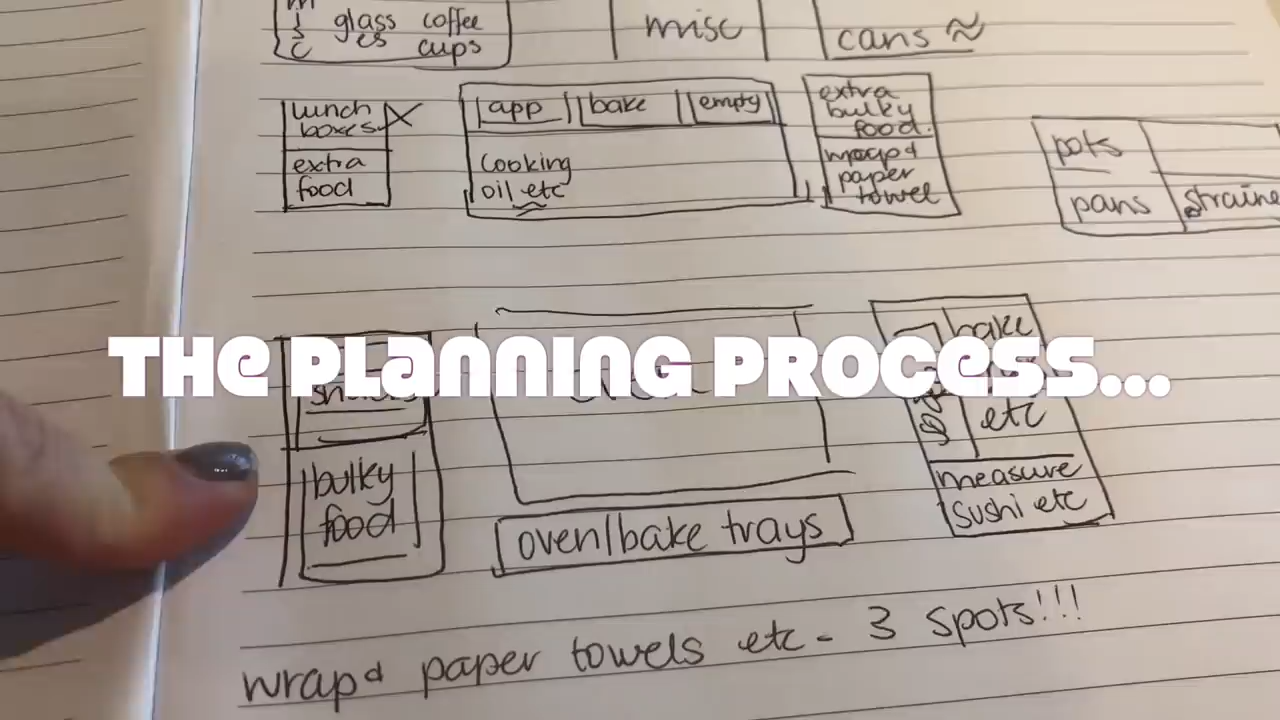 glass coffee
es cups
misc
cans ≈
lunch
boxes
extra
food
app bake empty
cooking
oil etc
extra
bulky
food
wrap &
paper
towel
pots
pans
THE PLANNING PROCESS...
bake
etc
measure
sushi etc
bulky
food
oven/bake trays
wrap & paper towels etc - 3 spots!!!